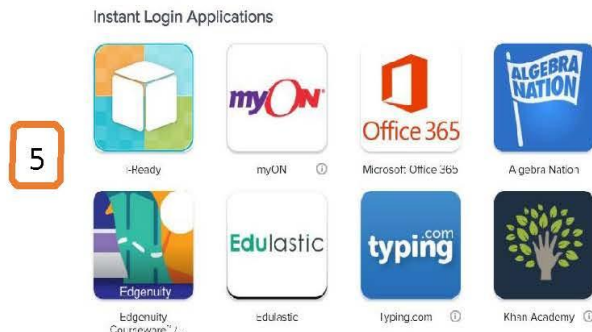 Instant Login Applications
5
myON
Office 365
ALGEBRA
NATION
i-Ready
myON
Microsoft Office 365
Algebra Nation
Edgenuity
Edulastic
typing
.com
Edgenuity
Courseware™ /...
Edulastic
Typing.com
Khan Academy